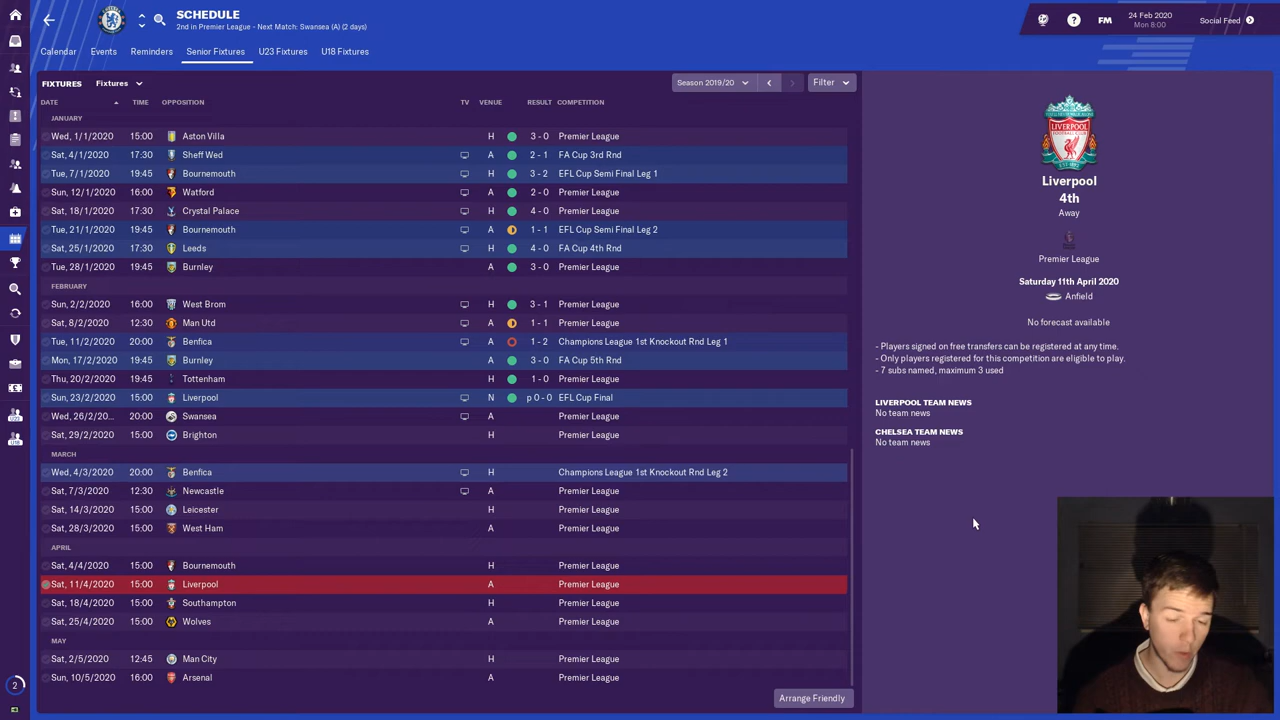 SCHEDULE
2nd in Premier League - Next Match: Swansea (A) (2 days)
24 Feb 2020
Mon 8:00
FM
Social Feed
Calendar Events Reminders Senior Fixtures U23 Fixtures U18 Fixtures
FIXTURES Fixtures Season 2019/20 Filter
DATE TIME OPPOSITION TV VENUE RESULT COMPETITION
JANUARY
Wed, 1/1/2020 15:00 Aston Villa H 3 - 0 Premier League
Sat, 4/1/2020 17:30 Sheff Wed A 2 - 1 FA Cup 3rd Rnd
Tue, 7/1/2020 19:45 Bournemouth H 3 - 2 EFL Cup Semi Final Leg 1
Sun, 12/1/2020 16:00 Watford A 2 - 0 Premier League
Sat, 18/1/2020 17:30 Crystal Palace H 4 - 0 Premier League
Tue, 21/1/2020 19:45 Bournemouth A 1 - 1 EFL Cup Semi Final Leg 2
Sat, 25/1/2020 17:30 Leeds H 4 - 0 FA Cup 4th Rnd
Tue, 28/1/2020 19:45 Burnley A 3 - 0 Premier League
FEBRUARY
Sun, 2/2/2020 16:00 West Brom H 3 - 1 Premier League
Sat, 8/2/2020 12:30 Man Utd A 1 - 1 Premier League
Tue, 11/2/2020 20:00 Benfica A 1 - 2 Champions League 1st Knockout Rnd Leg 1
Mon, 17/2/2020 19:45 Burnley A 3 - 0 FA Cup 5th Rnd
Thu, 20/2/2020 19:45 Tottenham H 1 - 0 Premier League
Sun, 23/2/2020 15:00 Liverpool N p 0 - 0 EFL Cup Final
Wed, 26/2/20... 20:00 Swansea A Premier League
Sat, 29/2/2020 15:00 Brighton H Premier League
MARCH
Wed, 4/3/2020 20:00 Benfica H Champions League 1st Knockout Rnd Leg 2
Sat, 7/3/2020 12:30 Newcastle A Premier League
Sat, 14/3/2020 15:00 Leicester H Premier League
Sat, 28/3/2020 15:00 West Ham A Premier League
APRIL
Sat, 4/4/2020 15:00 Bournemouth H Premier League
Sat, 11/4/2020 15:00 Liverpool A Premier League
Sat, 18/4/2020 15:00 Southampton H Premier League
Sat, 25/4/2020 15:00 Wolves A Premier League
MAY
Sat, 2/5/2020 12:45 Man City H Premier League
Sun, 10/5/2020 16:00 Arsenal A Premier League
Arrange Friendly
2
Liverpool
4th
Away
Premier League
Saturday 11th April 2020
Anfield
No forecast available
- Players signed on free transfers can be registered at any time.
- Only players registered for this competition are eligible to play.
- 7 subs named, maximum 3 used
LIVERPOOL TEAM NEWS
No team news
CHELSEA TEAM NEWS
No team news